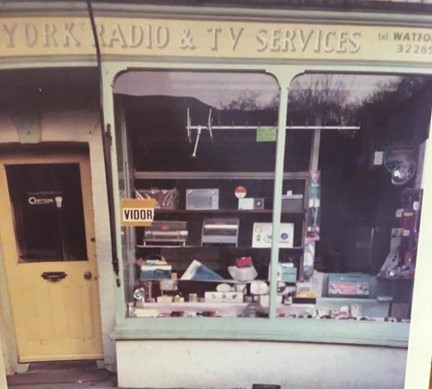 YORK RADIO & TV SERVICES
tel. WATFO
32285
VIDOR